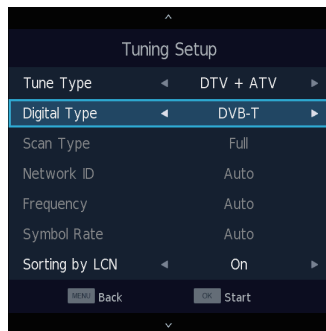 Tuning Setup
Tune Type DTV + ATV
Digital Type DVB-T
Scan Type Full
Network ID Auto
Frequency Auto
Symbol Rate Auto
Sorting by LCN On
MENU Back OK Start